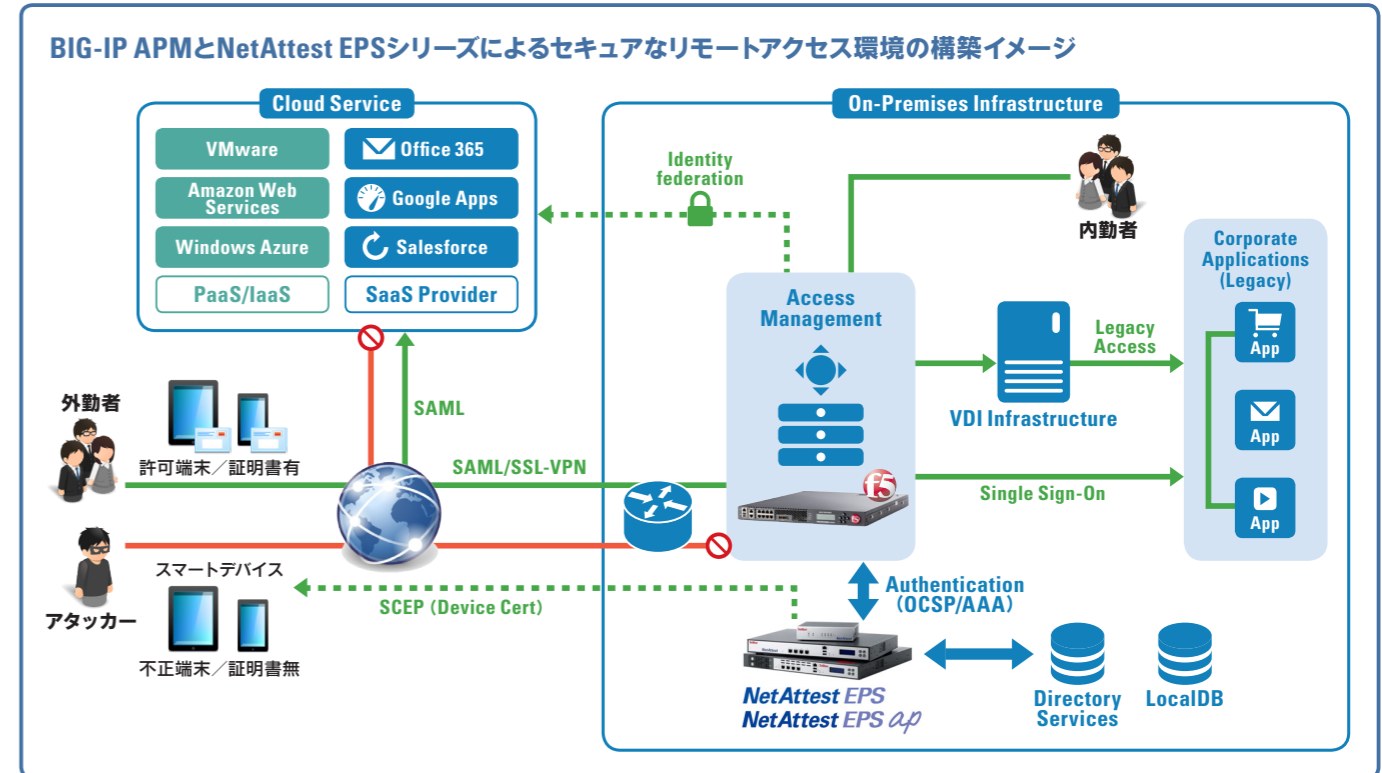 BIG-IP APMとNetAttest EPSシリーズによるセキュアなリモートアクセス環境の構築イメージ
Cloud Service
VMware
Office 365
Amazon Web
Services
Google Apps
Windows Azure
Salesforce
PaaS/IaaS
SaaS Provider
On-Premises Infrastructure
Identity
federation
内勤者
Access
Management
f5
VDI Infrastructure
Legacy
Access
Single Sign-On
Corporate
Applications
(Legacy)
App
App
App
外勤者
許可端末／証明書有
SAML
SAML/SSL-VPN
アタッカー
スマートデバイス
不正端末／証明書無
SCEP (Device Cert)
Authentication
(OCSP/AAA)
NetAttest EPS
NetAttest EPS ap
Directory
Services
LocalDB